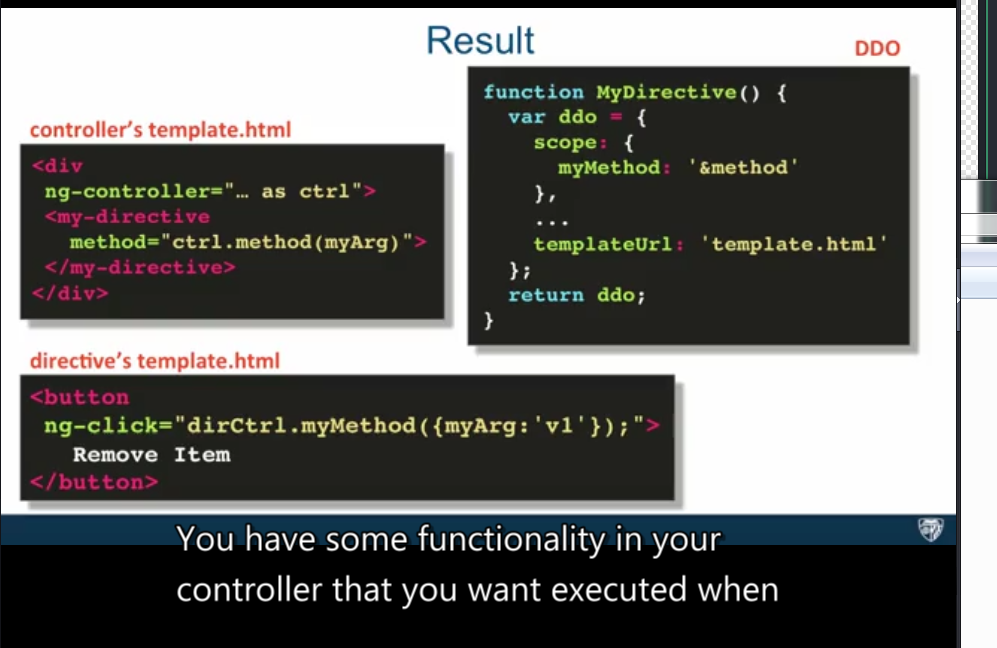 Result
DDO
function MyDirective() {
var ddo = {
scope: {
myMethod: '&method'
},
...
templateUrl: 'template.html'
};
return ddo;
}
controller's template.html
<div
ng-controller="… as ctrl">
<my-directive
method="ctrl.method(myArg)">
</my-directive>
</div>
directive's template.html
<button
ng-click="dirCtrl.myMethod({myArg:'v1'});">
Remove Item
</button>
You have some functionality in your
controller that you want executed when